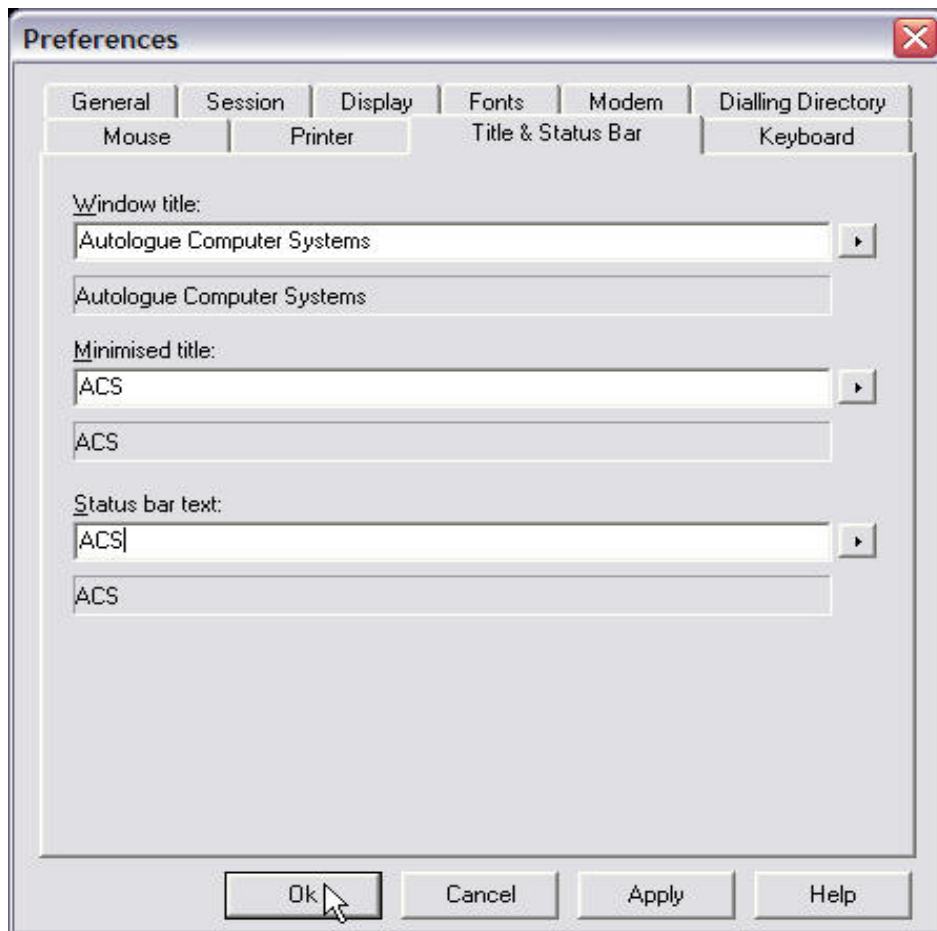 Preferences
General Session Display Fonts Modem Dialling Directory
Mouse Printer Title & Status Bar Keyboard
Window title:
Autologue Computer Systems
Autologue Computer Systems
Minimised title:
ACS
ACS
Status bar text:
ACS
ACS
Ok Cancel Apply Help